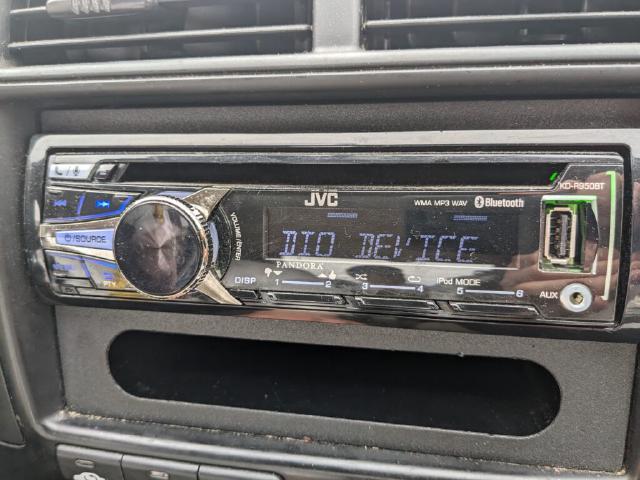 JVC
KD-R950BT
WMA MP3 WAV Bluetooth
VOLUME/ENTER
/SOURCE
DIO DEVICE
PANDORA
DISP 1 2 3 4 iPod MODE 5 6
AUX